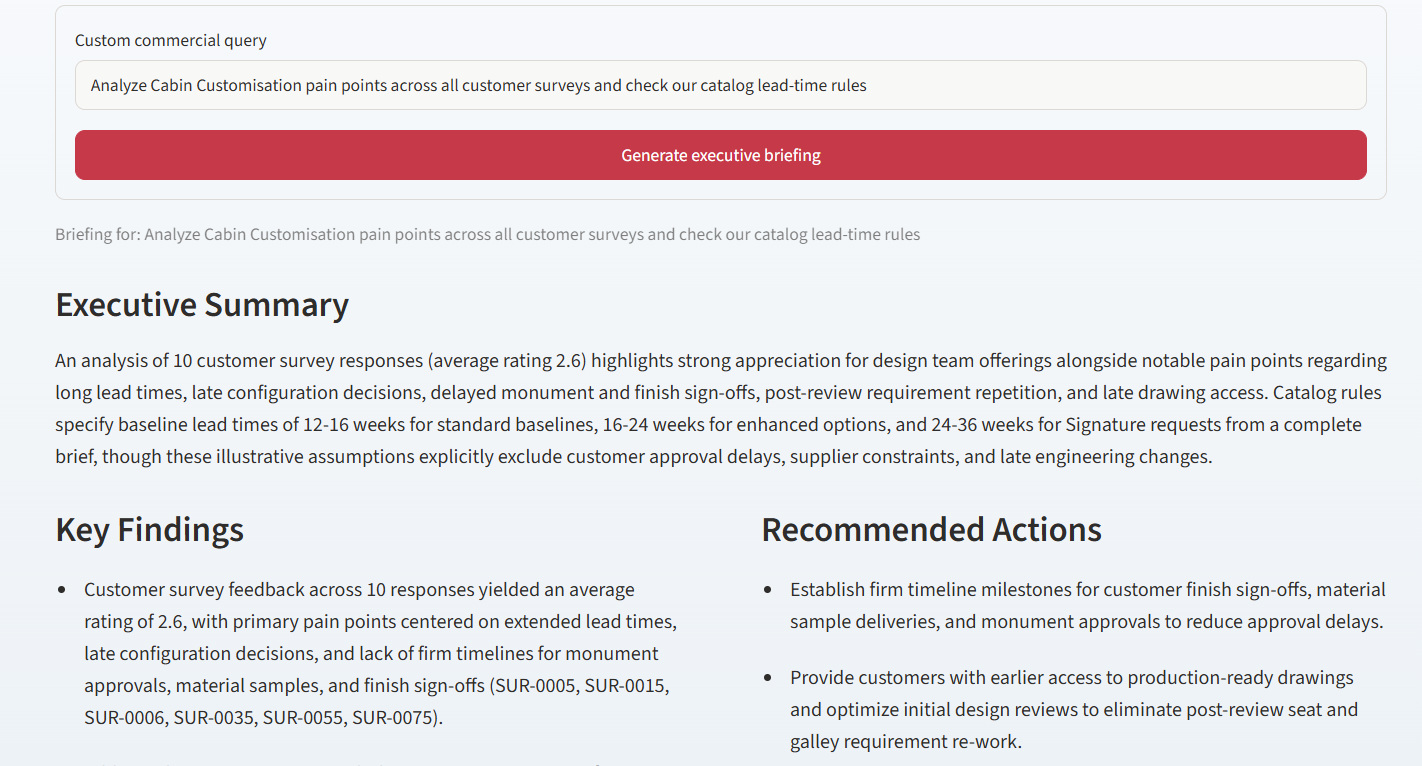 Custom commercial query
Analyze Cabin Customisation pain points across all customer surveys and check our catalog lead-time rules
Generate executive briefing
Briefing for: Analyze Cabin Customisation pain points across all customer surveys and check our catalog lead-time rules
Executive Summary
An analysis of 10 customer survey responses (average rating 2.6) highlights strong appreciation for design team offerings alongside notable pain points regarding
long lead times, late configuration decisions, delayed monument and finish sign-offs, post-review requirement repetition, and late drawing access. Catalog rules
specify baseline lead times of 12-16 weeks for standard baselines, 16-24 weeks for enhanced options, and 24-36 weeks for Signature requests from a complete
brief, though these illustrative assumptions explicitly exclude customer approval delays, supplier constraints, and late engineering changes.
Key Findings
• Customer survey feedback across 10 responses yielded an average
rating of 2.6, with primary pain points centered on extended lead times,
late configuration decisions, and lack of firm timelines for monument
approvals, material samples, and finish sign-offs (SUR-0005, SUR-0015,
SUR-0006, SUR-0035, SUR-0055, SUR-0075).
Recommended Actions
• Establish firm timeline milestones for customer finish sign-offs, material
sample deliveries, and monument approvals to reduce approval delays.
• Provide customers with earlier access to production-ready drawings
and optimize initial design reviews to eliminate post-review seat and
galley requirement re-work.